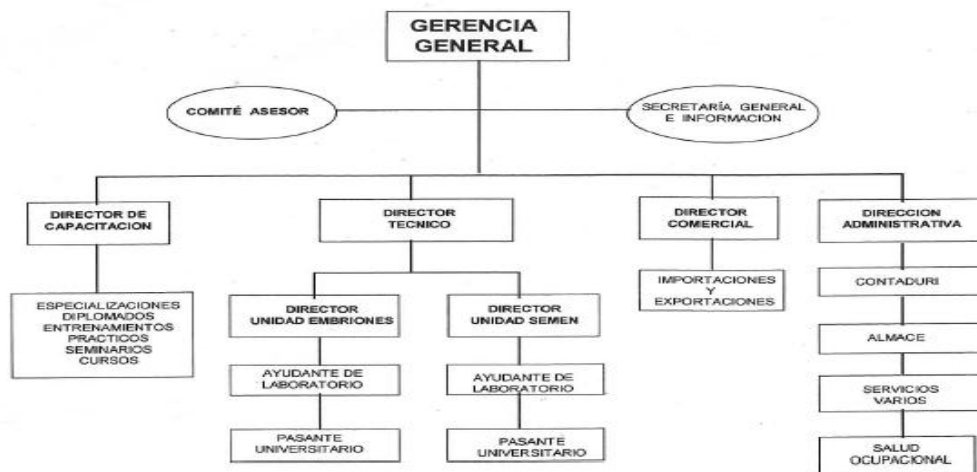 GERENCIA
GENERAL
COMITÉ ASESOR
SECRETARÍA GENERAL
E INFORMACION
DIRECTOR DE
CAPACITACION
DIRECTOR
TECNICO
DIRECTOR
COMERCIAL
DIRECCION
ADMINISTRATIVA
ESPECIALIZACIONES
DIPLOMADOS
ENTRENAMIENTOS
PRACTICOS
SEMINARIOS
CURSOS
DIRECTOR
UNIDAD EMBRIONES
DIRECTOR
UNIDAD SEMEN
IMPORTACIONES
Y
EXPORTACIONES
CONTADURI
AYUDANTE DE
LABORATORIO
AYUDANTE DE
LABORATORIO
ALMACE
SERVICIOS
VARIOS
PASANTE
UNIVERSITARIO
PASANTE
UNIVERSITARIO
SALUD
OCUPACIONAL